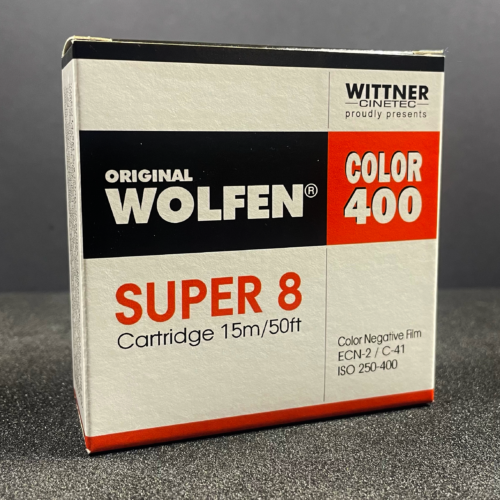 WITTNER
CINETEC
proudly presents
ORIGINAL
WOLFEN®
COLOR
400
SUPER 8
Cartridge 15m/50ft
Color Negative Film
ECN-2 / C-41
ISO 250-400